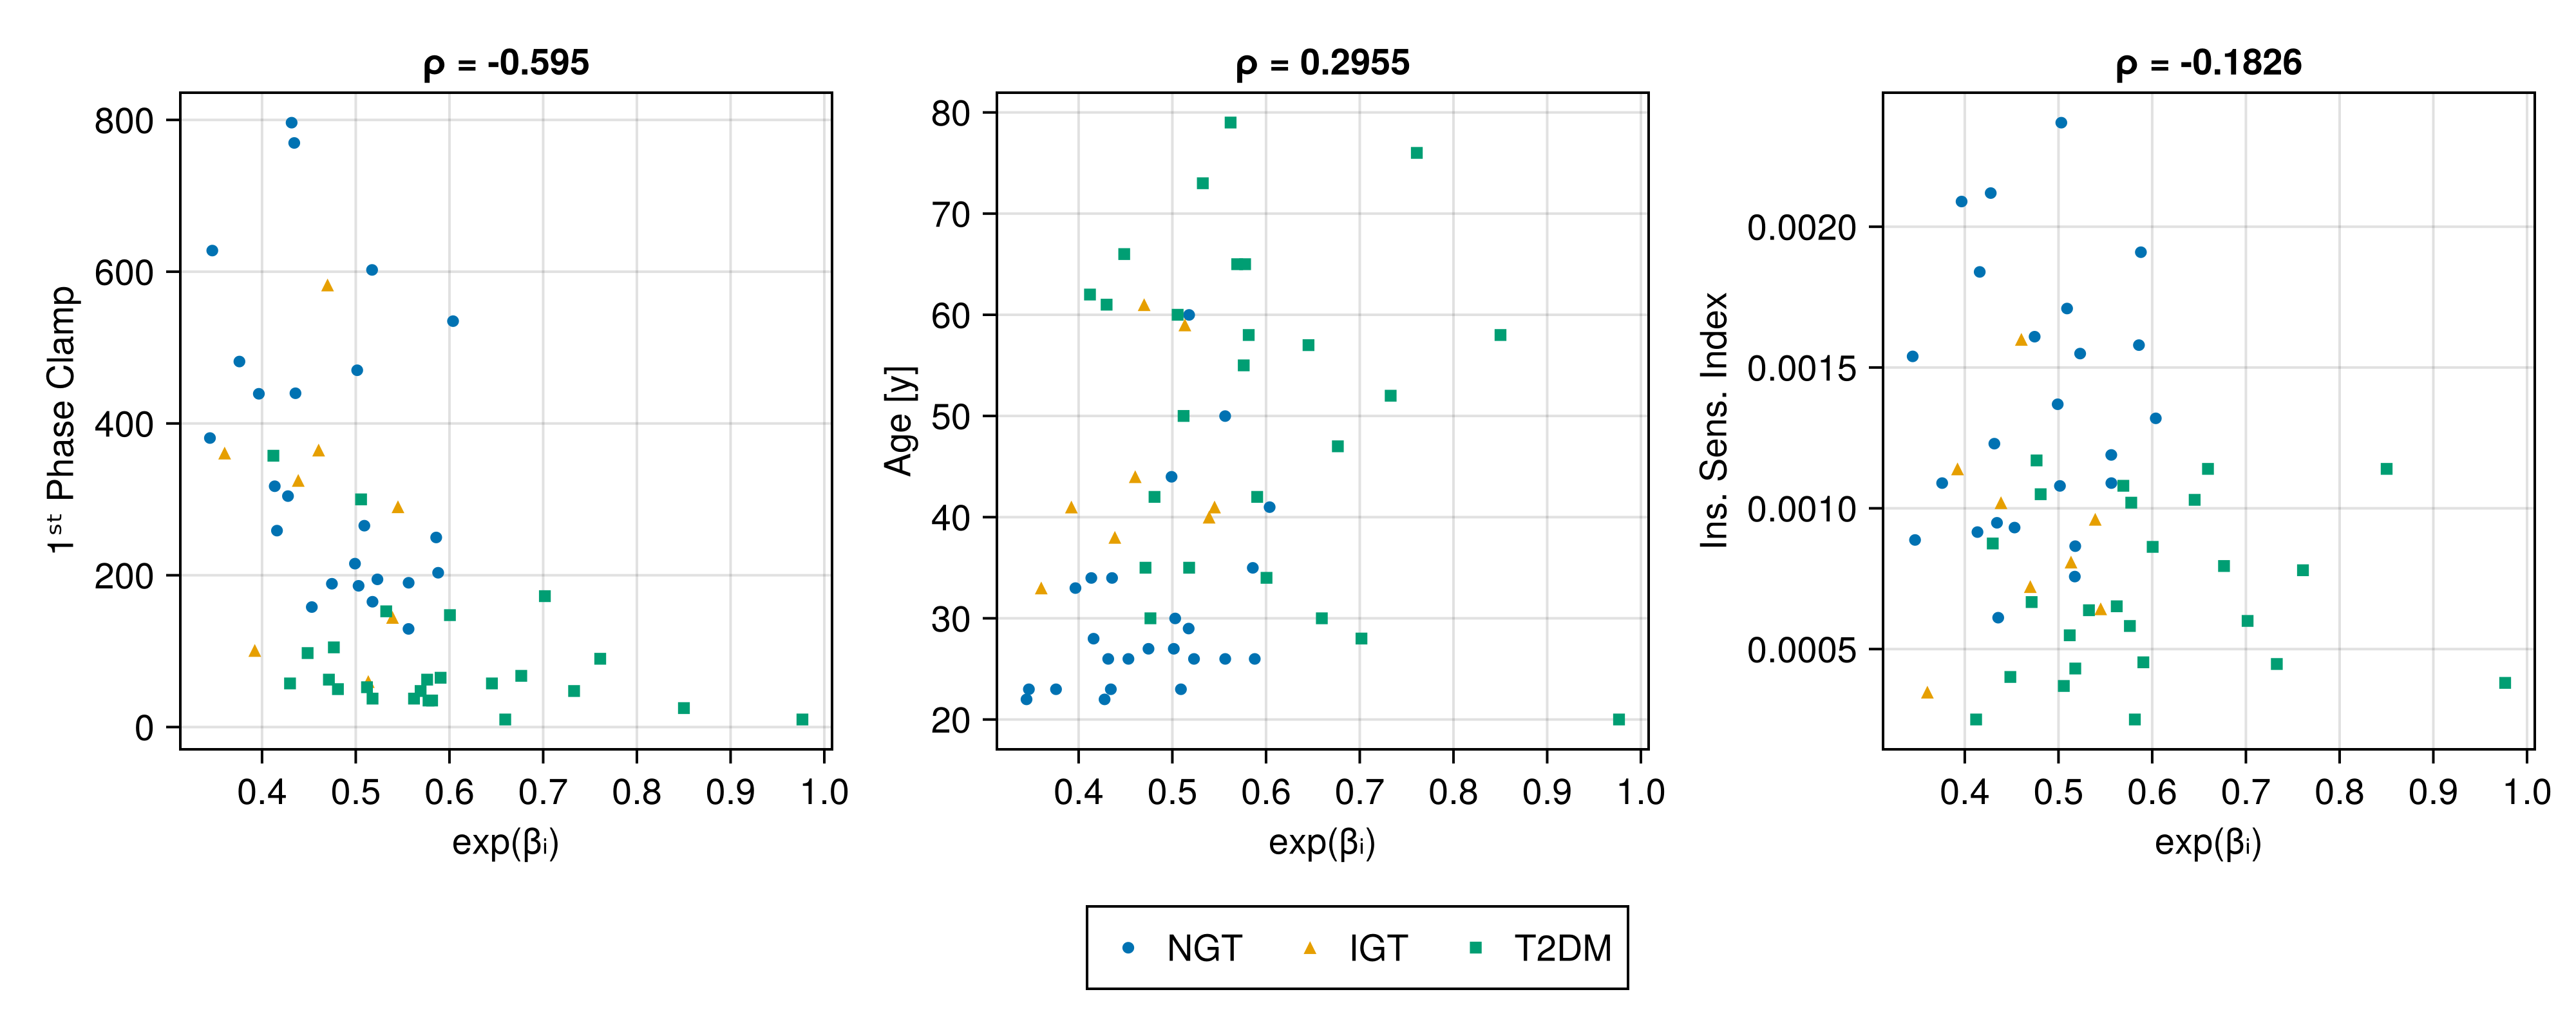 ρ = -0.595
ρ = 0.2955
ρ = -0.1826
1ˢᵗ Phase Clamp
800
600
400
200
0
0.4 0.5 0.6 0.7 0.8 0.9 1.0
exp(βᵢ)
Age [y]
80
70
60
50
40
30
20
0.4 0.5 0.6 0.7 0.8 0.9 1.0
exp(βᵢ)
Ins. Sens. Index
0.0020
0.0015
0.0010
0.0005
0.4 0.5 0.6 0.7 0.8 0.9 1.0
exp(βᵢ)
NGT IGT T2DM